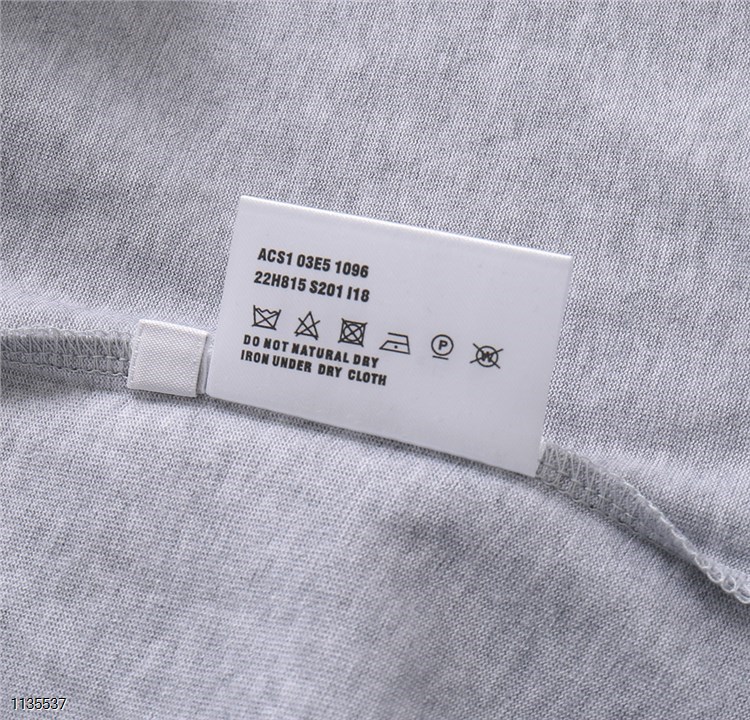 ACS1 03E5 1096
22H815 S201 I18
P
W
DO NOT NATURAL DRY
IRON UNDER DRY CLOTH
1135537